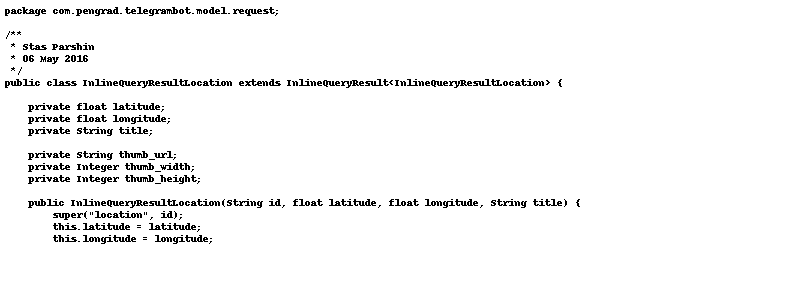 package com.pengrad.telegrambot.model.request;

/**
 * Stas Parshin
 * 06 May 2016
 */
public class InlineQueryResultLocation extends InlineQueryResult<InlineQueryResultLocation> {

    private float latitude;
    private float longitude;
    private String title;

    private String thumb_url;
    private Integer thumb_width;
    private Integer thumb_height;

    public InlineQueryResultLocation(String id, float latitude, float longitude, String title) {
        super("location", id);
        this.latitude = latitude;
        this.longitude = longitude;